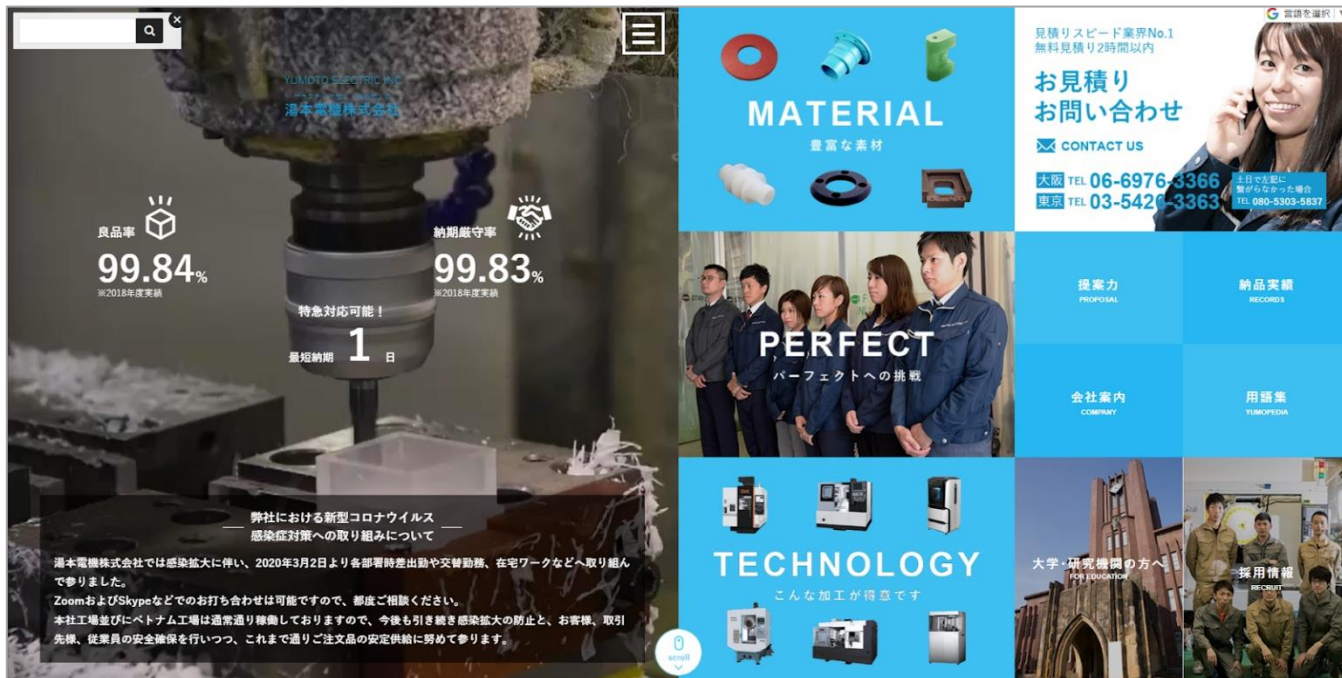 YUMOTO ELECTRIC INC
湯本電機株式会社
良品率
99.84%
※2018年度実績
納期厳守率
99.83%
※2018年度実績
特急対応可能！
最短納期 1 日
弊社における新型コロナウイルス
感染症対策への取り組みについて
湯本電機株式会社では感染拡大に伴い、2020年3月2日より各部署時差出勤や交替勤務、在宅ワークなどへ取り組ん
で参りました。
ZoomおよびSkypeなどでのお打ち合わせは可能ですので、都度ご相談ください。
本社工場並びにベトナム工場は通常通り稼働しておりますので、今後も引き続き感染拡大の防止と、お客様、取引
先様、従業員の安全確保を行いつつ、これまで通りご注文品の安定供給に努めて参ります。
scroll
MATERIAL
豊富な素材
PERFECT
パーフェクトへの挑戦
TECHNOLOGY
こんな加工が得意です
G 言語を選択
見積りスピード業界No.1
無料見積り2時間以内
お見積り
お問い合わせ
CONTACT US
大阪 TEL 06-6976-3366
東京 TEL 03-5426-3363
土日で左記に
繋がらなかった場合
TEL 080-5303-5837
提案力
PROPOSAL
納品実績
RECORDS
会社案内
COMPANY
用語集
YUMOPEDIA
大学・研究機関の方へ
FOR EDUCATION
採用情報
RECRUIT